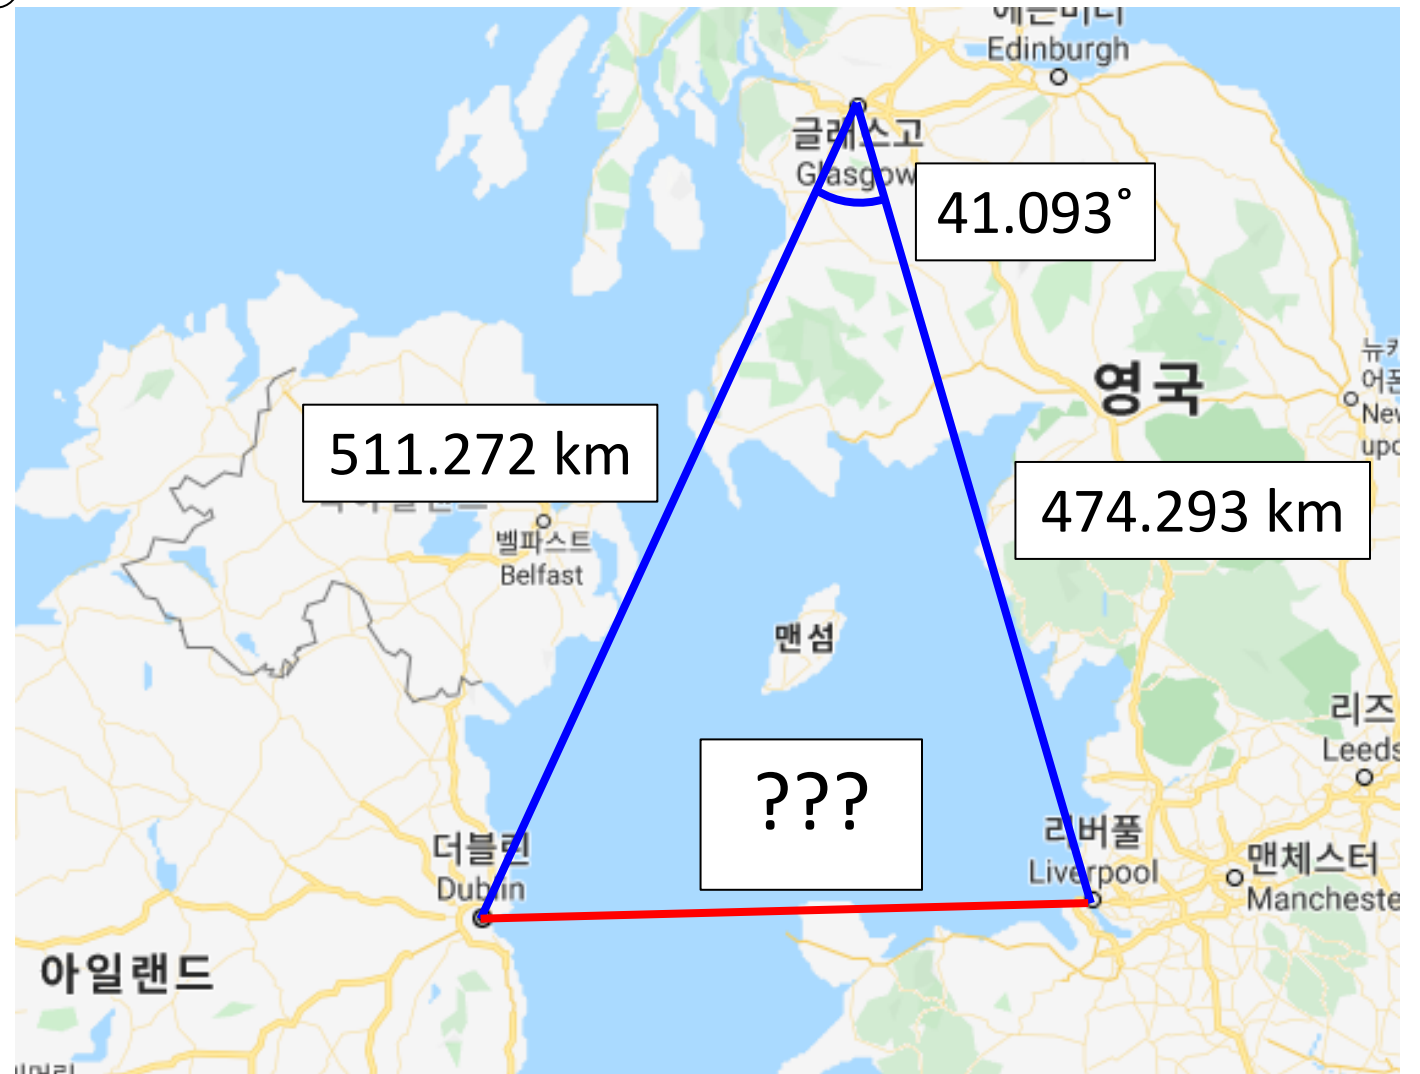 Edinburgh
글래스고
Glasgow
41.093˚
영국
511.272 km
474.293 km
벨파스트
Belfast
맨섬
리즈
Leeds
???
더블린
Dublin
리버풀
Liverpool
맨체스터
Mancheste
아일랜드